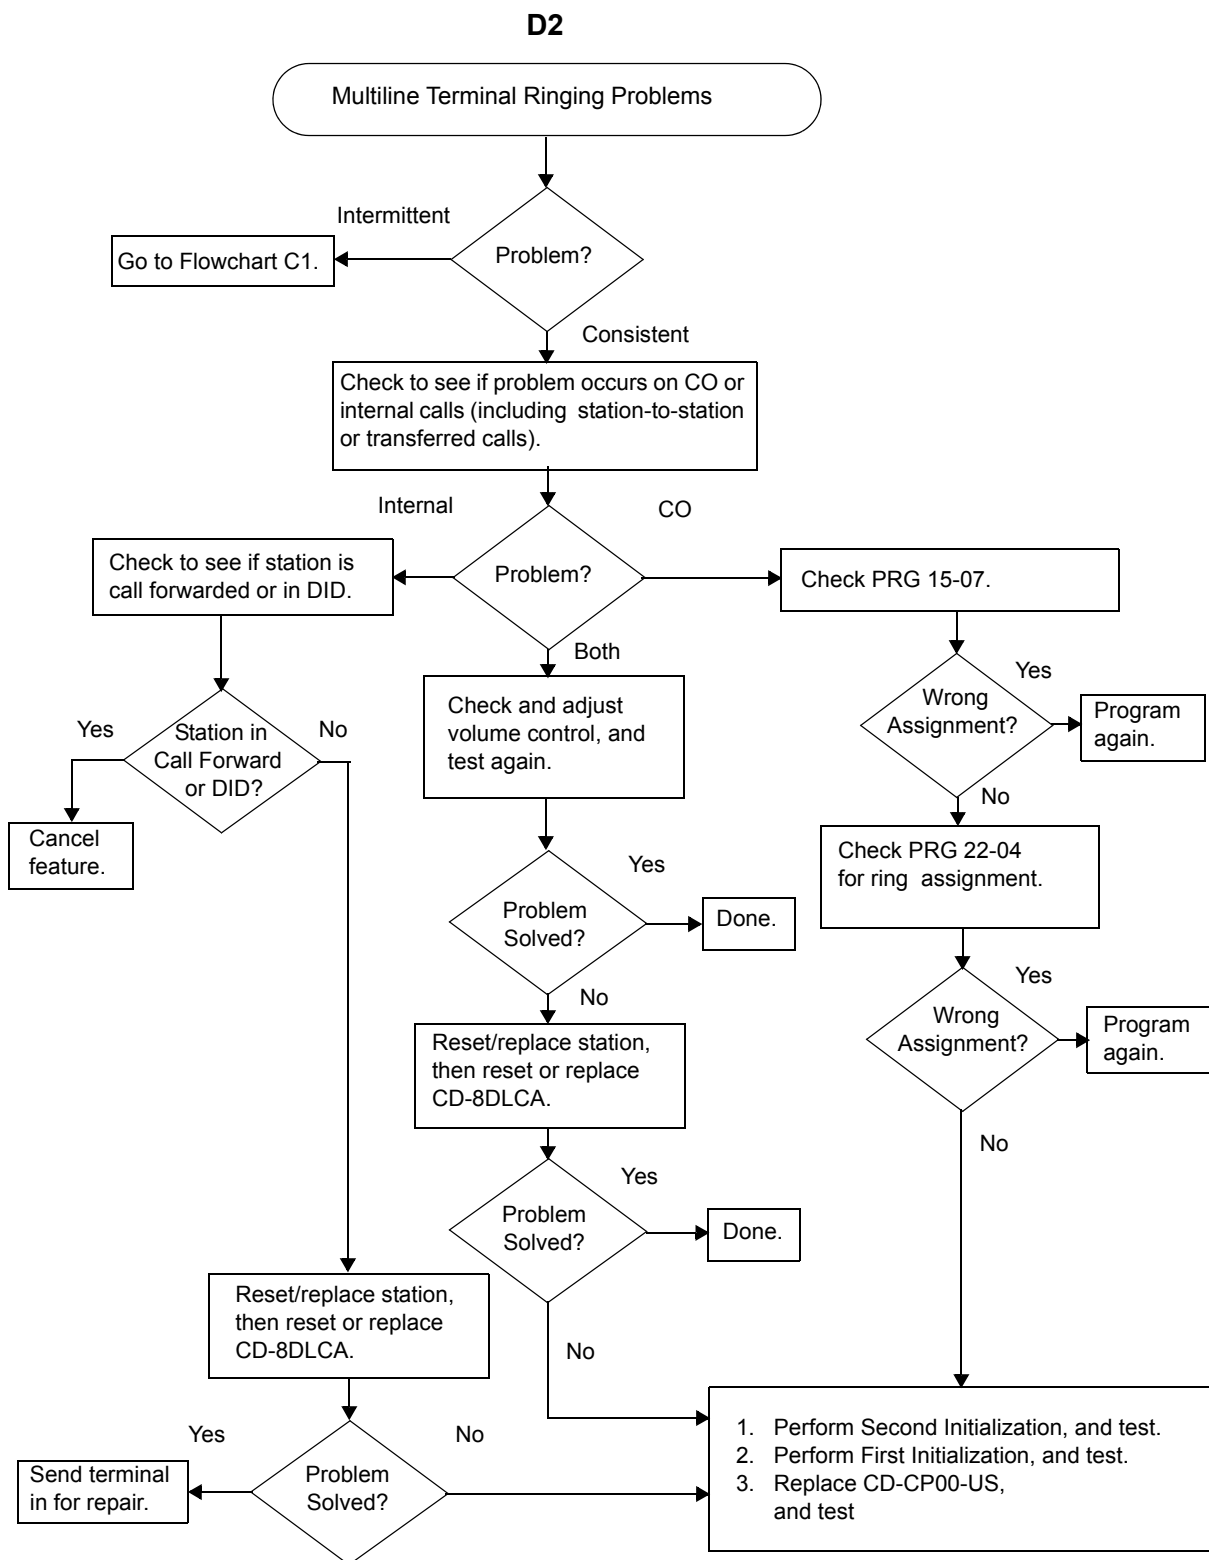 D2
Multiline Terminal Ringing Problems
Intermittent
Problem?
Go to Flowchart C1.
Consistent
Check to see if problem occurs on CO or
internal calls (including station-to-station
or transferred calls).
Internal
CO
Problem?
Check to see if station is
call forwarded or in DID.
Check PRG 15-07.
Both
Yes
Station in
Call Forward
or DID?
No
Check and adjust
volume control, and
test again.
Wrong
Assignment?
Yes
Program
again.
No
Cancel
feature.
Check PRG 22-04
for ring assignment.
Problem
Solved?
Yes
Done.
No
Wrong
Assignment?
Yes
Program
again.
No
Reset/replace station,
then reset or replace
CD-8DLCA.
Problem
Solved?
Yes
Done.
No
Reset/replace station,
then reset or replace
CD-8DLCA.
Yes
No
Problem
Solved?
Send terminal
in for repair.
1. Perform Second Initialization, and test.
2. Perform First Initialization, and test.
3. Replace CD-CP00-US,
and test